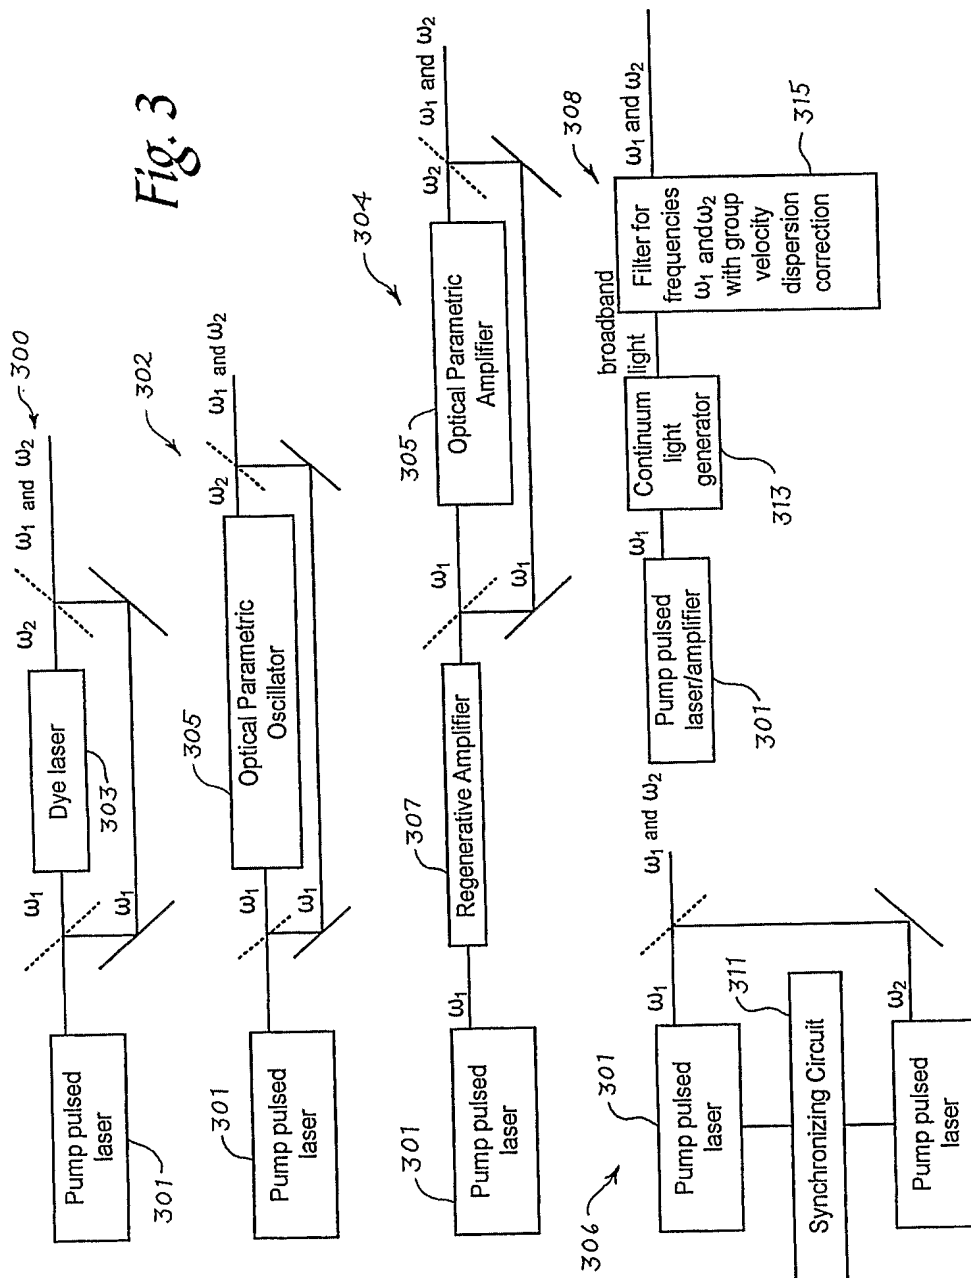 Fig. 3
300
Pump pulsed
laser
301
ω1
ω1
Dye laser
303
ω2
ω1 and ω2
302
Pump pulsed
laser
301
ω1
ω1
Optical Parametric
Oscillator
305
ω2
ω1 and ω2
304
Pump pulsed
laser
301
ω1
Regenerative Amplifier
307
ω1
ω1
Optical Parametric
Amplifier
305
ω2
ω1 and ω2
306
Pump pulsed
laser
301
ω1
ω1 and ω2
Synchronizing Circuit
311
Pump pulsed
laser
ω2
308
Pump pulsed
laser/amplifier
301
ω1
Continuum
light
generator
313
broadband
light
Filter for
frequencies
ω1 and ω2
with group
velocity
dispersion
correction
315
ω1 and ω2